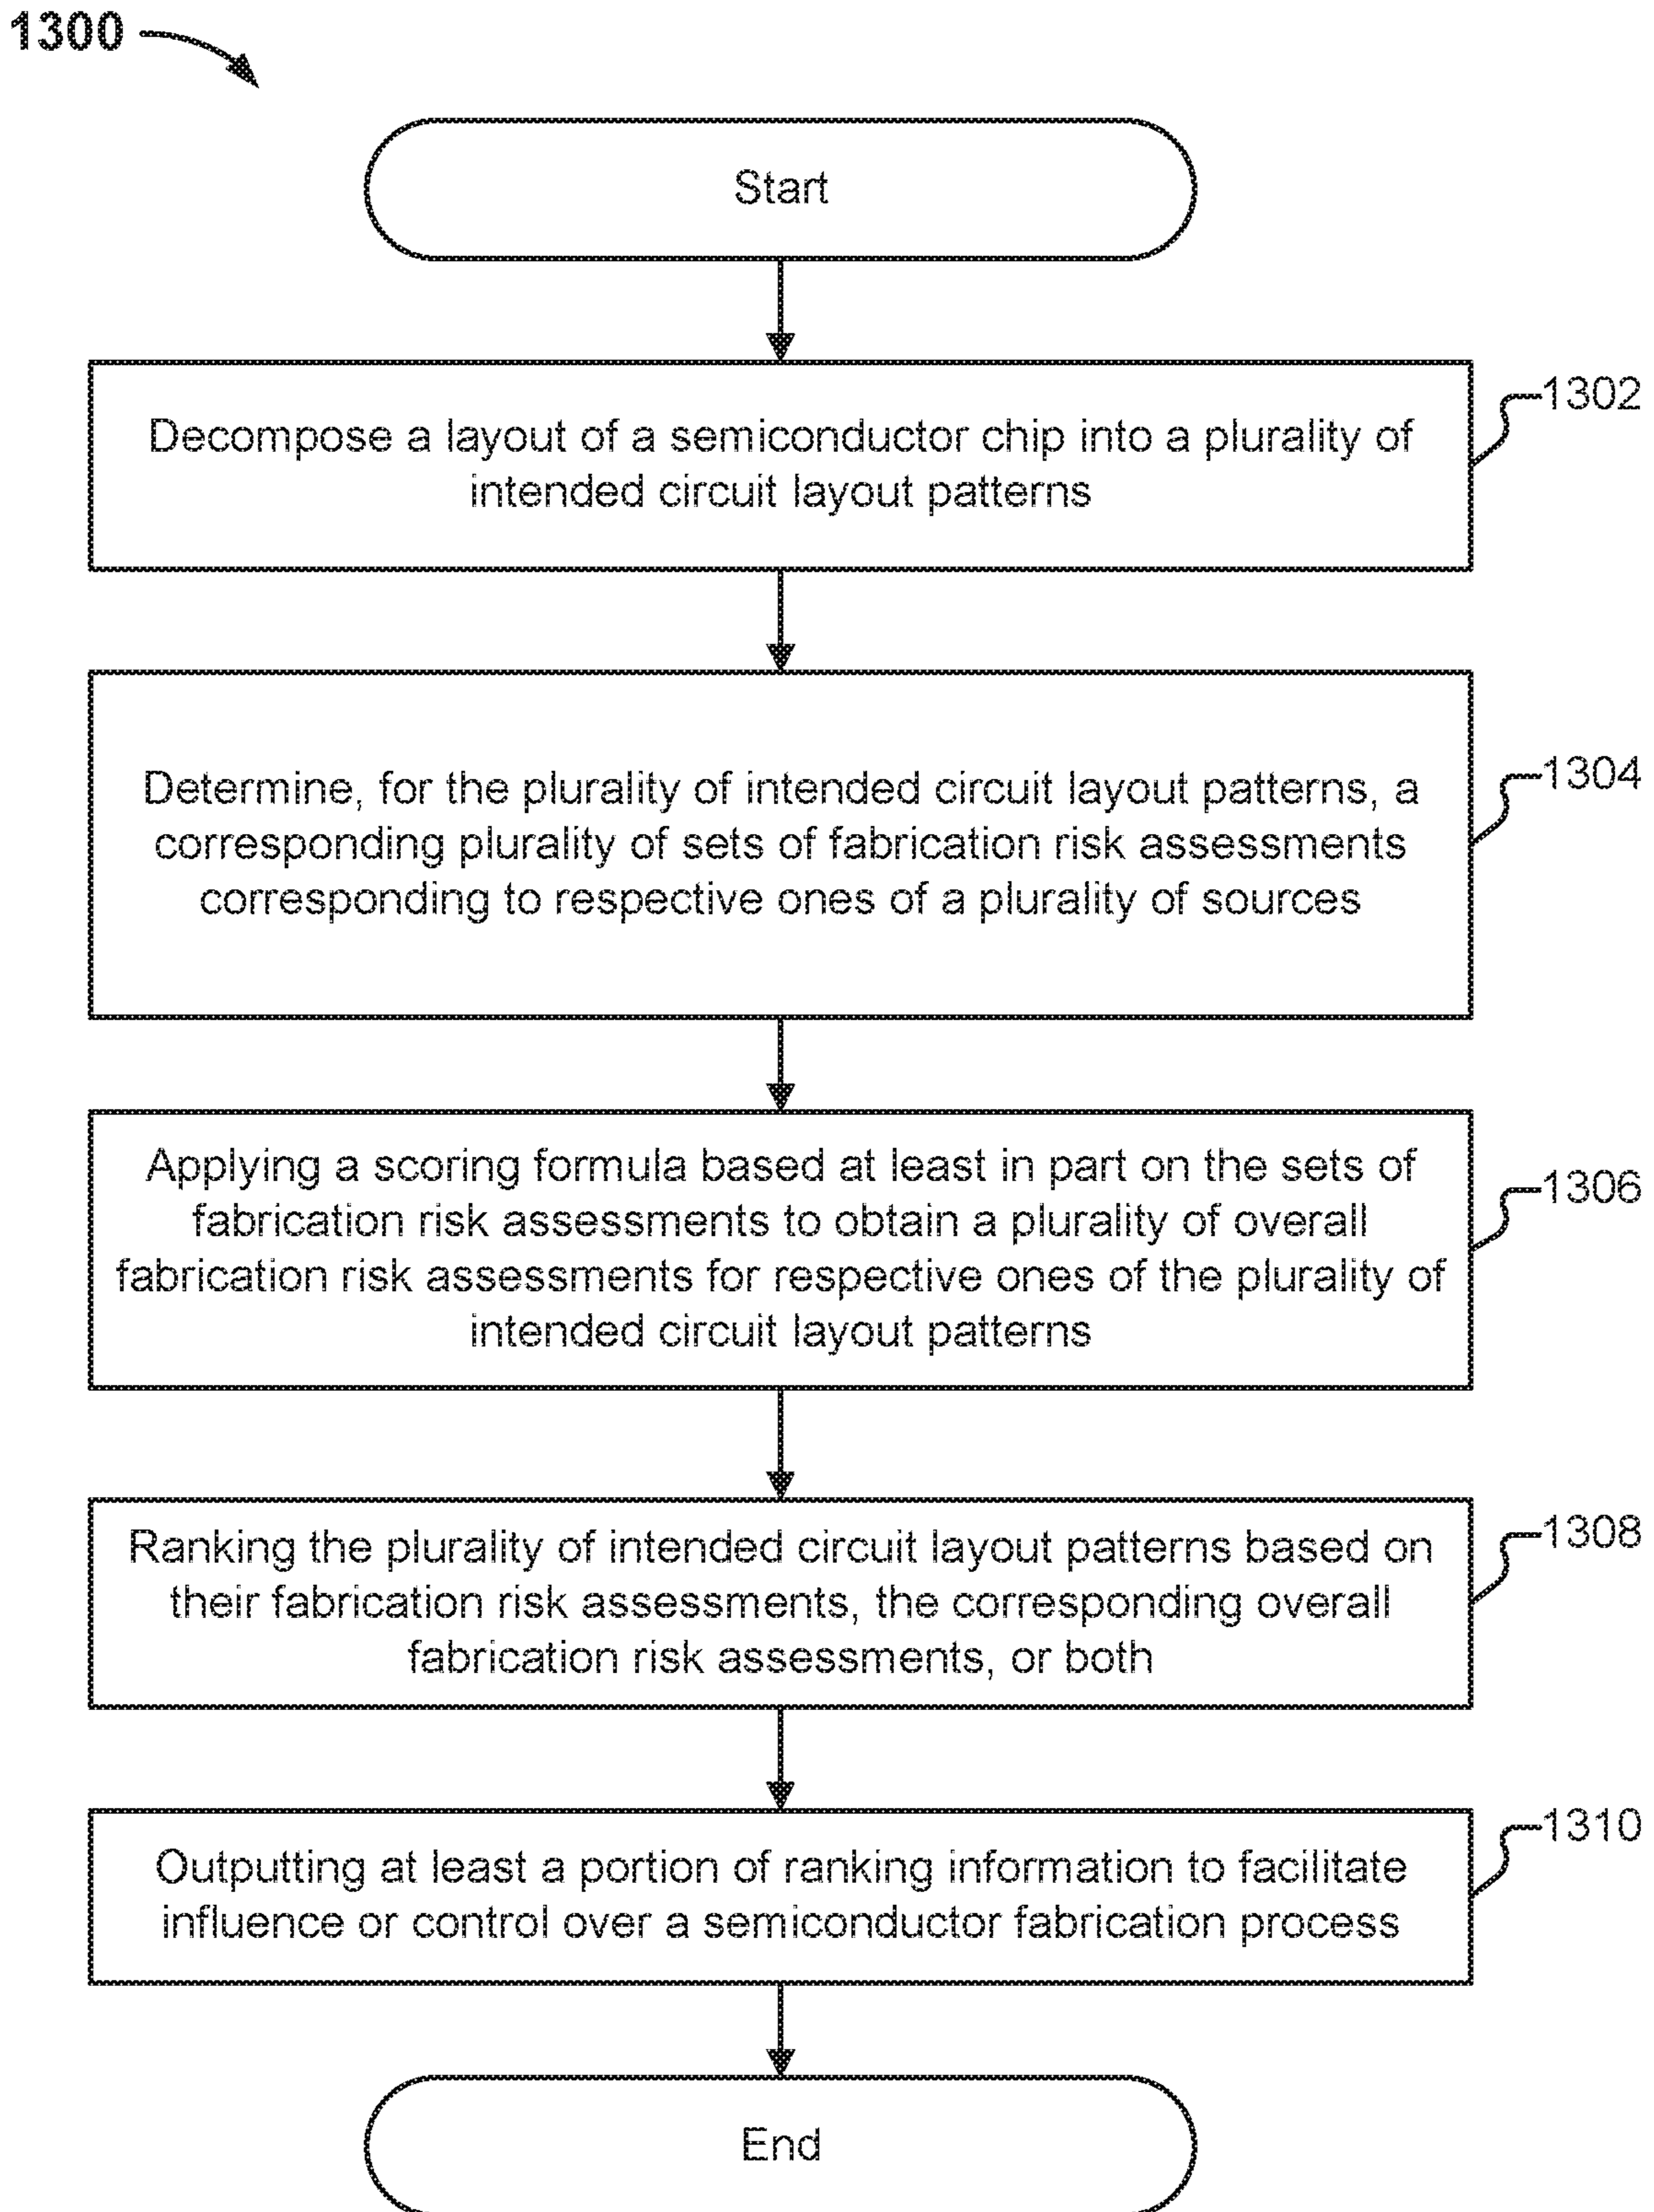 1300
Start
Decompose a layout of a semiconductor chip into a plurality of
intended circuit layout patterns
1302
Determine, for the plurality of intended circuit layout patterns, a
corresponding plurality of sets of fabrication risk assessments
corresponding to respective ones of a plurality of sources
1304
Applying a scoring formula based at least in part on the sets of
fabrication risk assessments to obtain a plurality of overall
fabrication risk assessments for respective ones of the plurality of
intended circuit layout patterns
1306
Ranking the plurality of intended circuit layout patterns based on
their fabrication risk assessments, the corresponding overall
fabrication risk assessments, or both
1308
Outputting at least a portion of ranking information to facilitate
influence or control over a semiconductor fabrication process
1310
End